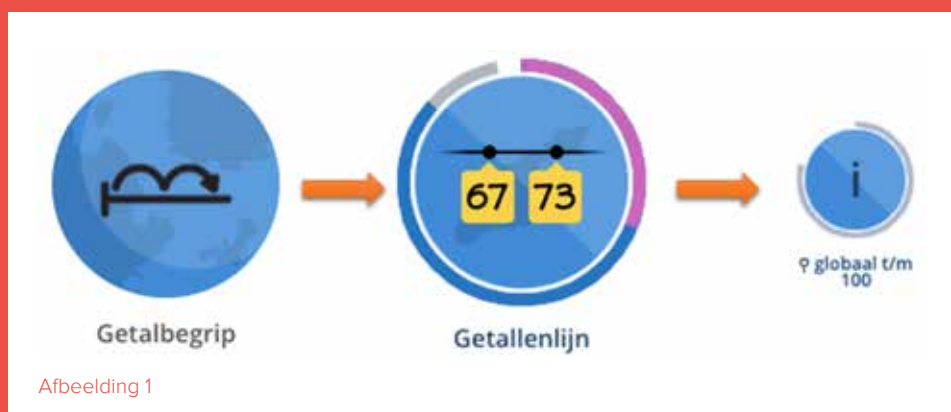 67 73
i
globaal t/m
100
Getalbegrip
Getallenlijn
Afbeelding 1